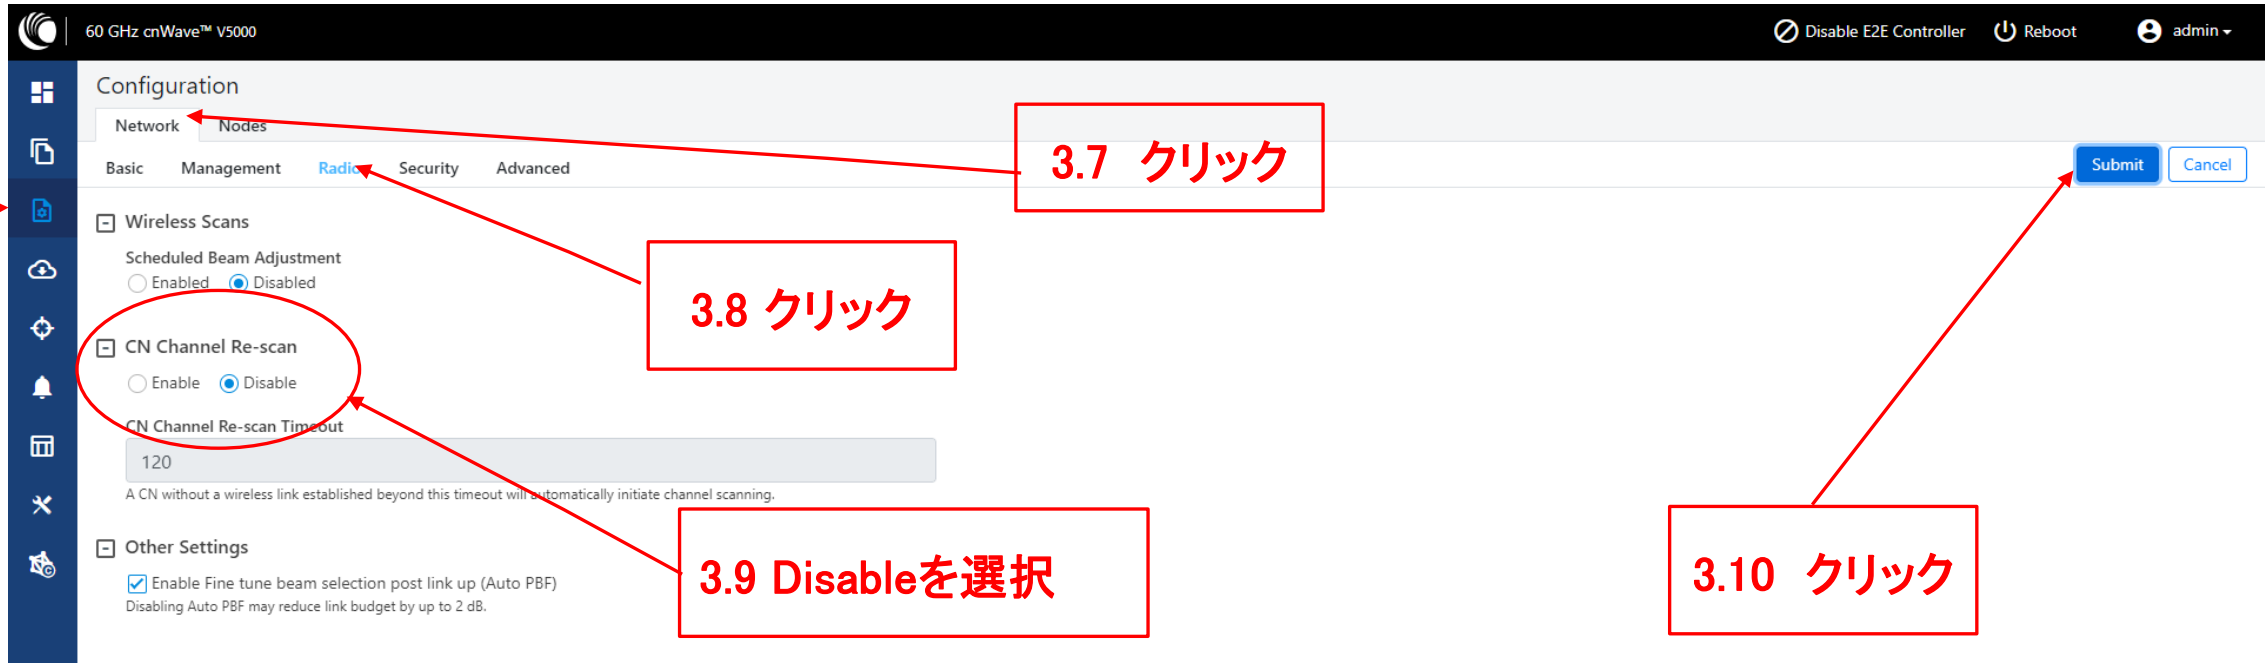 60 GHz cnWave™ V5000
Disable E2E Controller
Reboot
admin
Configuration
Network
Nodes
Basic
Management
Radio
Security
Advanced
Submit
Cancel
3.7 クリック
Wireless Scans
Scheduled Beam Adjustment
Enabled
Disabled
3.8 クリック
CN Channel Re-scan
Enable
Disable
CN Channel Re-scan Timeout
120
A CN without a wireless link established beyond this timeout will automatically initiate channel scanning.
Other Settings
Enable Fine tune beam selection post link up (Auto PBF)
Disabling Auto PBF may reduce link budget by up to 2 dB.
3.9 Disableを選択
3.10 クリック